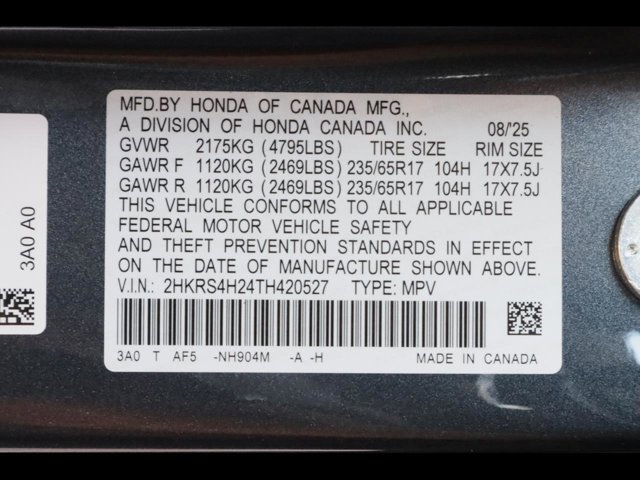 MFD.BY HONDA OF CANADA MFG.,
A DIVISION OF HONDA CANADA INC. 08/'25
GVWR 2175KG (4795LBS) TIRE SIZE RIM SIZE
GAWR F 1120KG (2469LBS) 235/65R17 104H 17X7.5J
GAWR R 1120KG (2469LBS) 235/65R17 104H 17X7.5J
THIS VEHICLE CONFORMS TO ALL APPLICABLE
FEDERAL MOTOR VEHICLE SAFETY
AND THEFT PREVENTION STANDARDS IN EFFECT
ON THE DATE OF MANUFACTURE SHOWN ABOVE.
V.I.N.: 2HKRS4H24TH420527 TYPE: MPV
3A0 T AF5 -NH904M -A -H MADE IN CANADA
3A0 A0